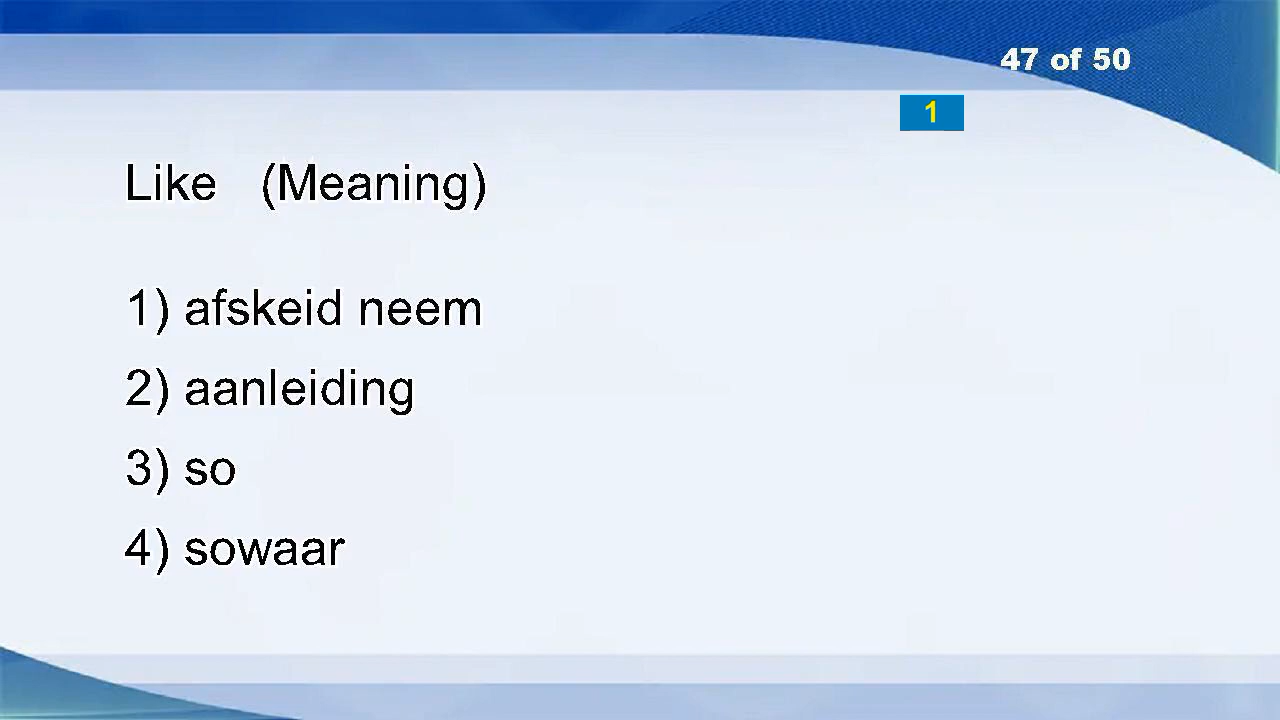 47 of 50
1
Like (Meaning)
1) afskeid neem
2) aanleiding
3) so
4) sowaar